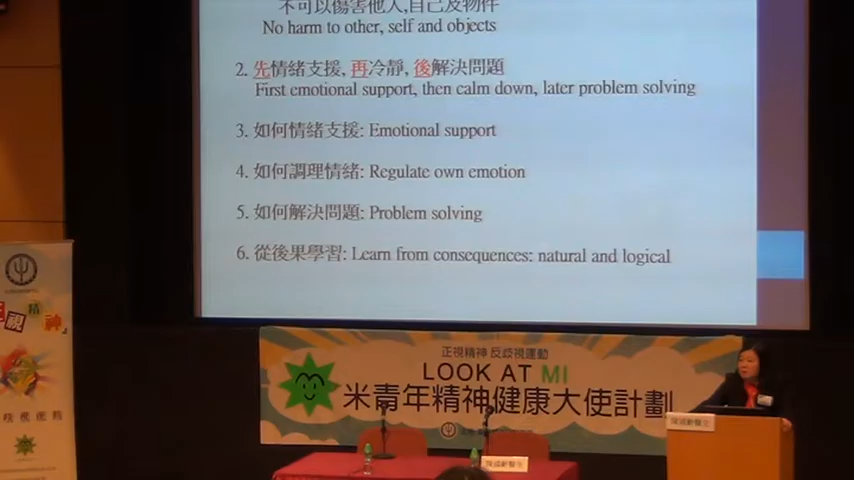 不可以傷害他人,自己及物件
No harm to other, self and objects
2. 先情緒支援, 再冷靜, 後解決問題
First emotional support, then calm down, later problem solving
3. 如何情緒支援: Emotional support
4. 如何調理情緒: Regulate own emotion
5. 如何解決問題: Problem solving
6. 從後果學習: Learn from consequences: natural and logical
正視精神 反歧視運動
LOOK AT MI
米青年精神健康大使計劃
視
精
神